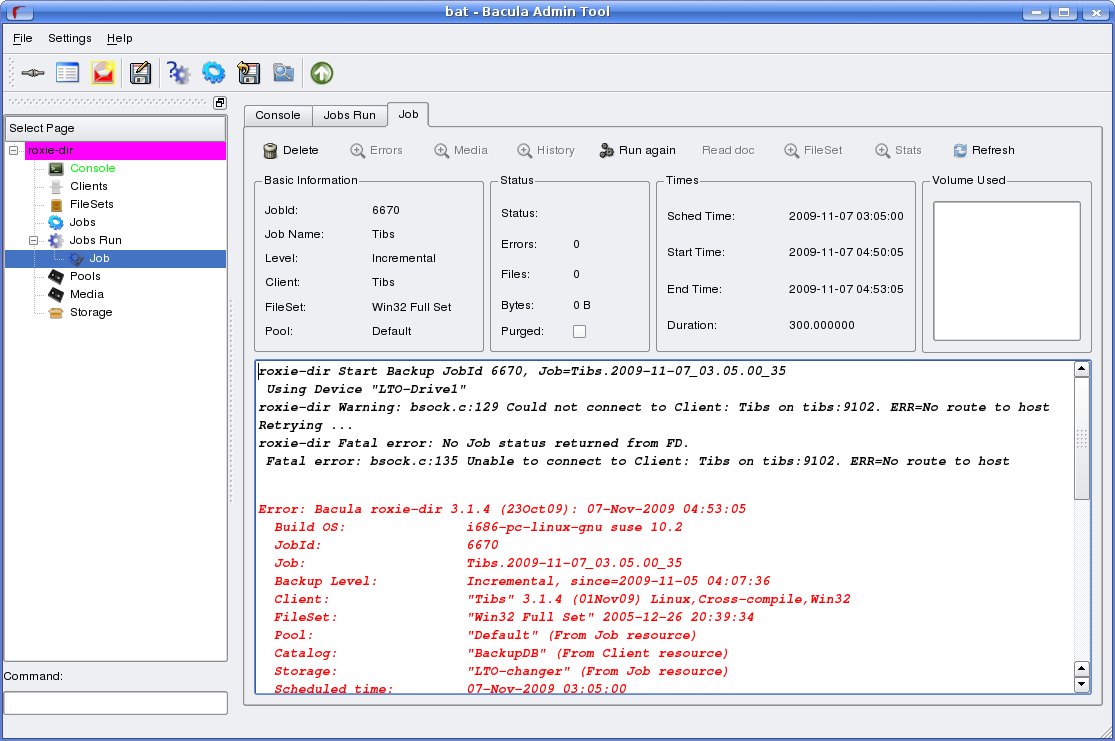 bat - Bacula Admin Tool
File Settings Help
Select Page
roxie-dir
Console
Clients
FileSets
Jobs
Jobs Run
Job
Pools
Media
Storage
Command:
Console Jobs Run Job
Delete Errors Media History Run again Read doc FileSet Stats Refresh
Basic Information
JobId: 6670
Job Name: Tibs
Level: Incremental
Client: Tibs
FileSet: Win32 Full Set
Pool: Default
Status
Status:
Errors: 0
Files: 0
Bytes: 0 B
Purged:
Times
Sched Time: 2009-11-07 03:05:00
Start Time: 2009-11-07 04:50:05
End Time: 2009-11-07 04:53:05
Duration: 300.000000
Volume Used
roxie-dir Start Backup JobId 6670, Job=Tibs.2009-11-07_03.05.00_35
Using Device "LTO-Drive1"
roxie-dir Warning: bsock.c:129 Could not connect to Client: Tibs on tibs:9102. ERR=No route to host
Retrying ...
roxie-dir Fatal error: No Job status returned from FD.
Fatal error: bsock.c:135 Unable to connect to Client: Tibs on tibs:9102. ERR=No route to host
Error: Bacula roxie-dir 3.1.4 (23Oct09): 07-Nov-2009 04:53:05
Build OS: i686-pc-linux-gnu suse 10.2
JobId: 6670
Job: Tibs.2009-11-07_03.05.00_35
Backup Level: Incremental, since=2009-11-05 04:07:36
Client: "Tibs" 3.1.4 (01Nov09) Linux,Cross-compile,Win32
FileSet: "Win32 Full Set" 2005-12-26 20:39:34
Pool: "Default" (From Job resource)
Catalog: "BackupDB" (From Client resource)
Storage: "LTO-changer" (From Job resource)
Scheduled time: 07-Nov-2009 03:05:00